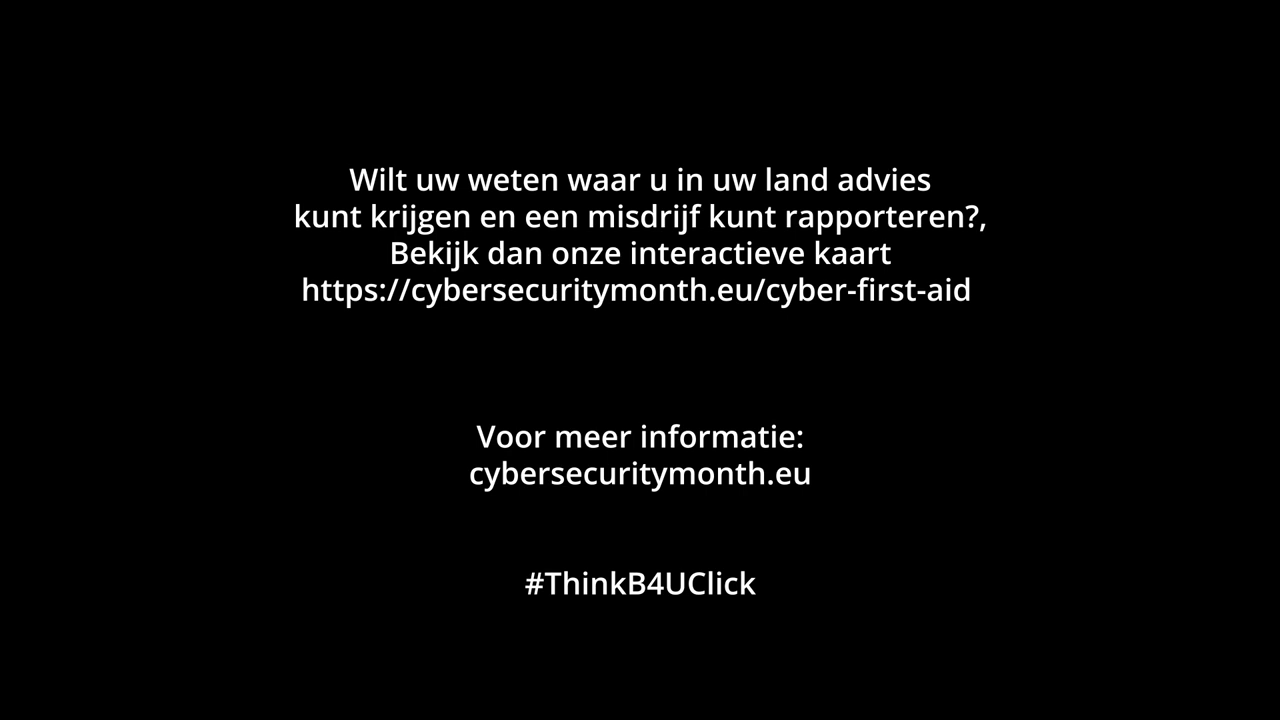 Wilt uw weten waar u in uw land advies
kunt krijgen en een misdrijf kunt rapporteren?,
Bekijk dan onze interactieve kaart
https://cybersecuritymonth.eu/cyber-first-aid
Voor meer informatie:
cybersecuritymonth.eu
#ThinkB4UClick